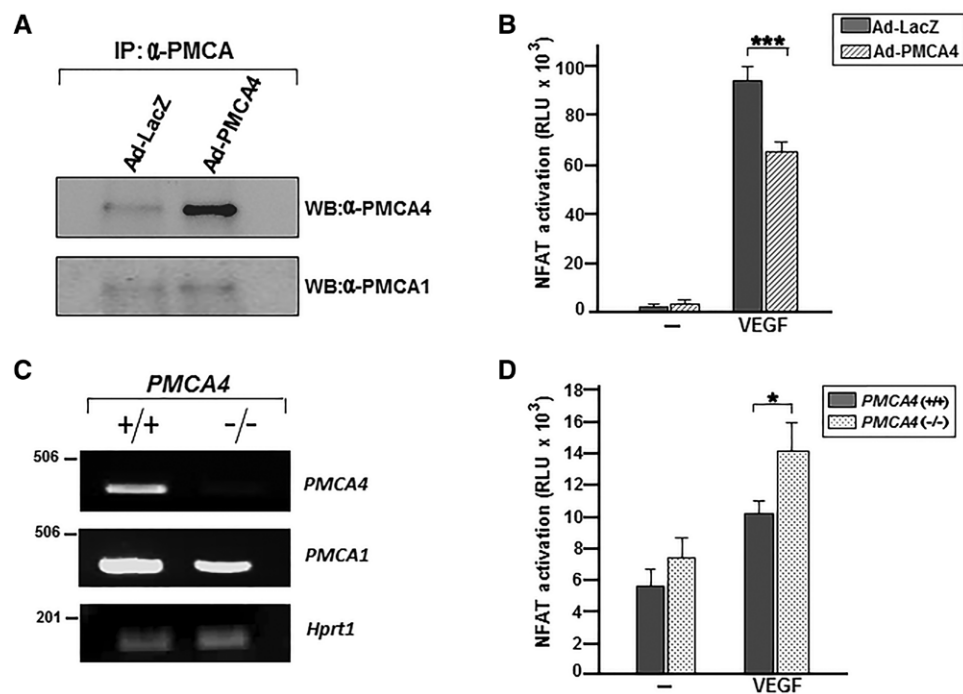 A
IP: α-PMCA
Ad-LacZ
Ad-PMCA4
WB:α-PMCA4
WB:α-PMCA1
B
Ad-LacZ
Ad-PMCA4
***
NFAT activation (RLU x 10³)
100
80
60
40
20
0
–
VEGF
C
PMCA4
+/+
-/-
506
PMCA4
506
PMCA1
201
Hprt1
D
PMCA4 (+/+)
PMCA4 (-/-)
*
NFAT activation (RLU x 10³)
18
16
14
12
10
8
6
4
2
0
–
VEGF